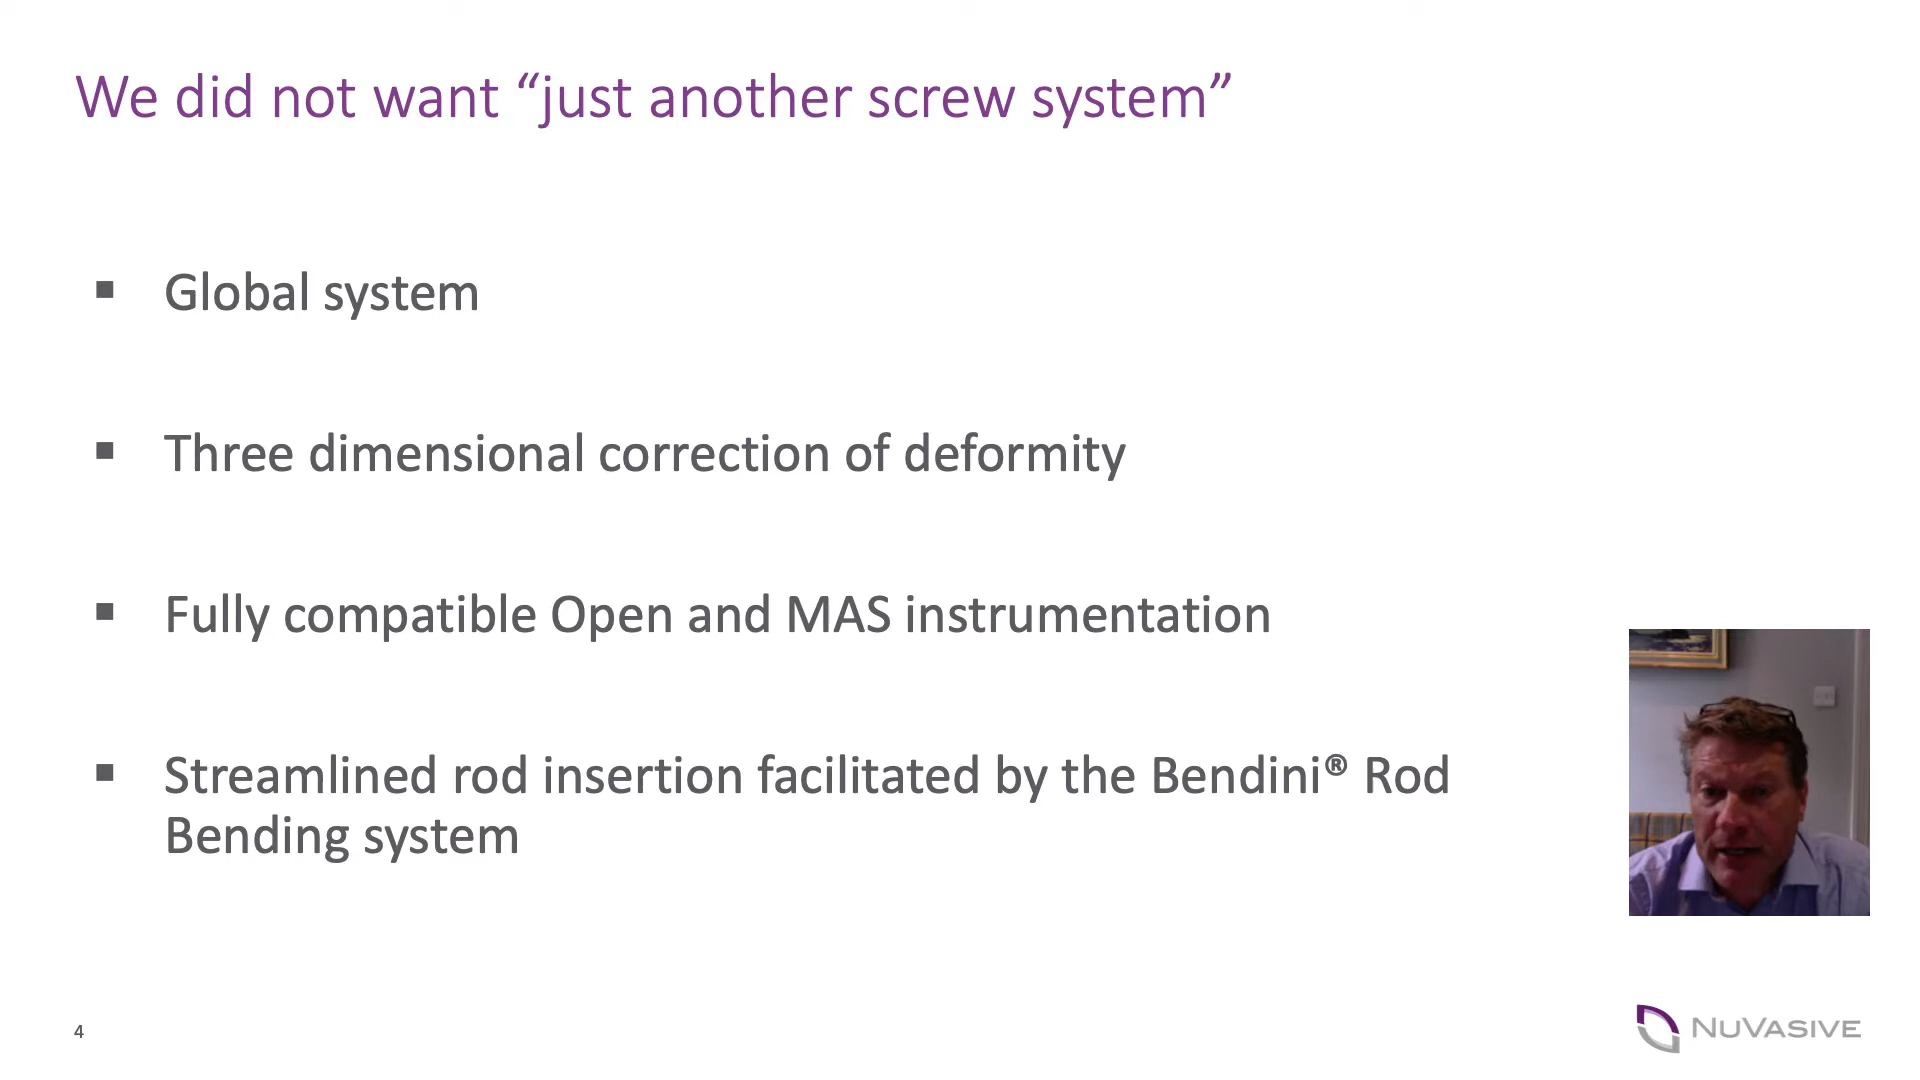 We did not want “just another screw system”
▪ Global system
▪ Three dimensional correction of deformity
▪ Fully compatible Open and MAS instrumentation
▪ Streamlined rod insertion facilitated by the Bendini® Rod
Bending system
4
NUVASIVE